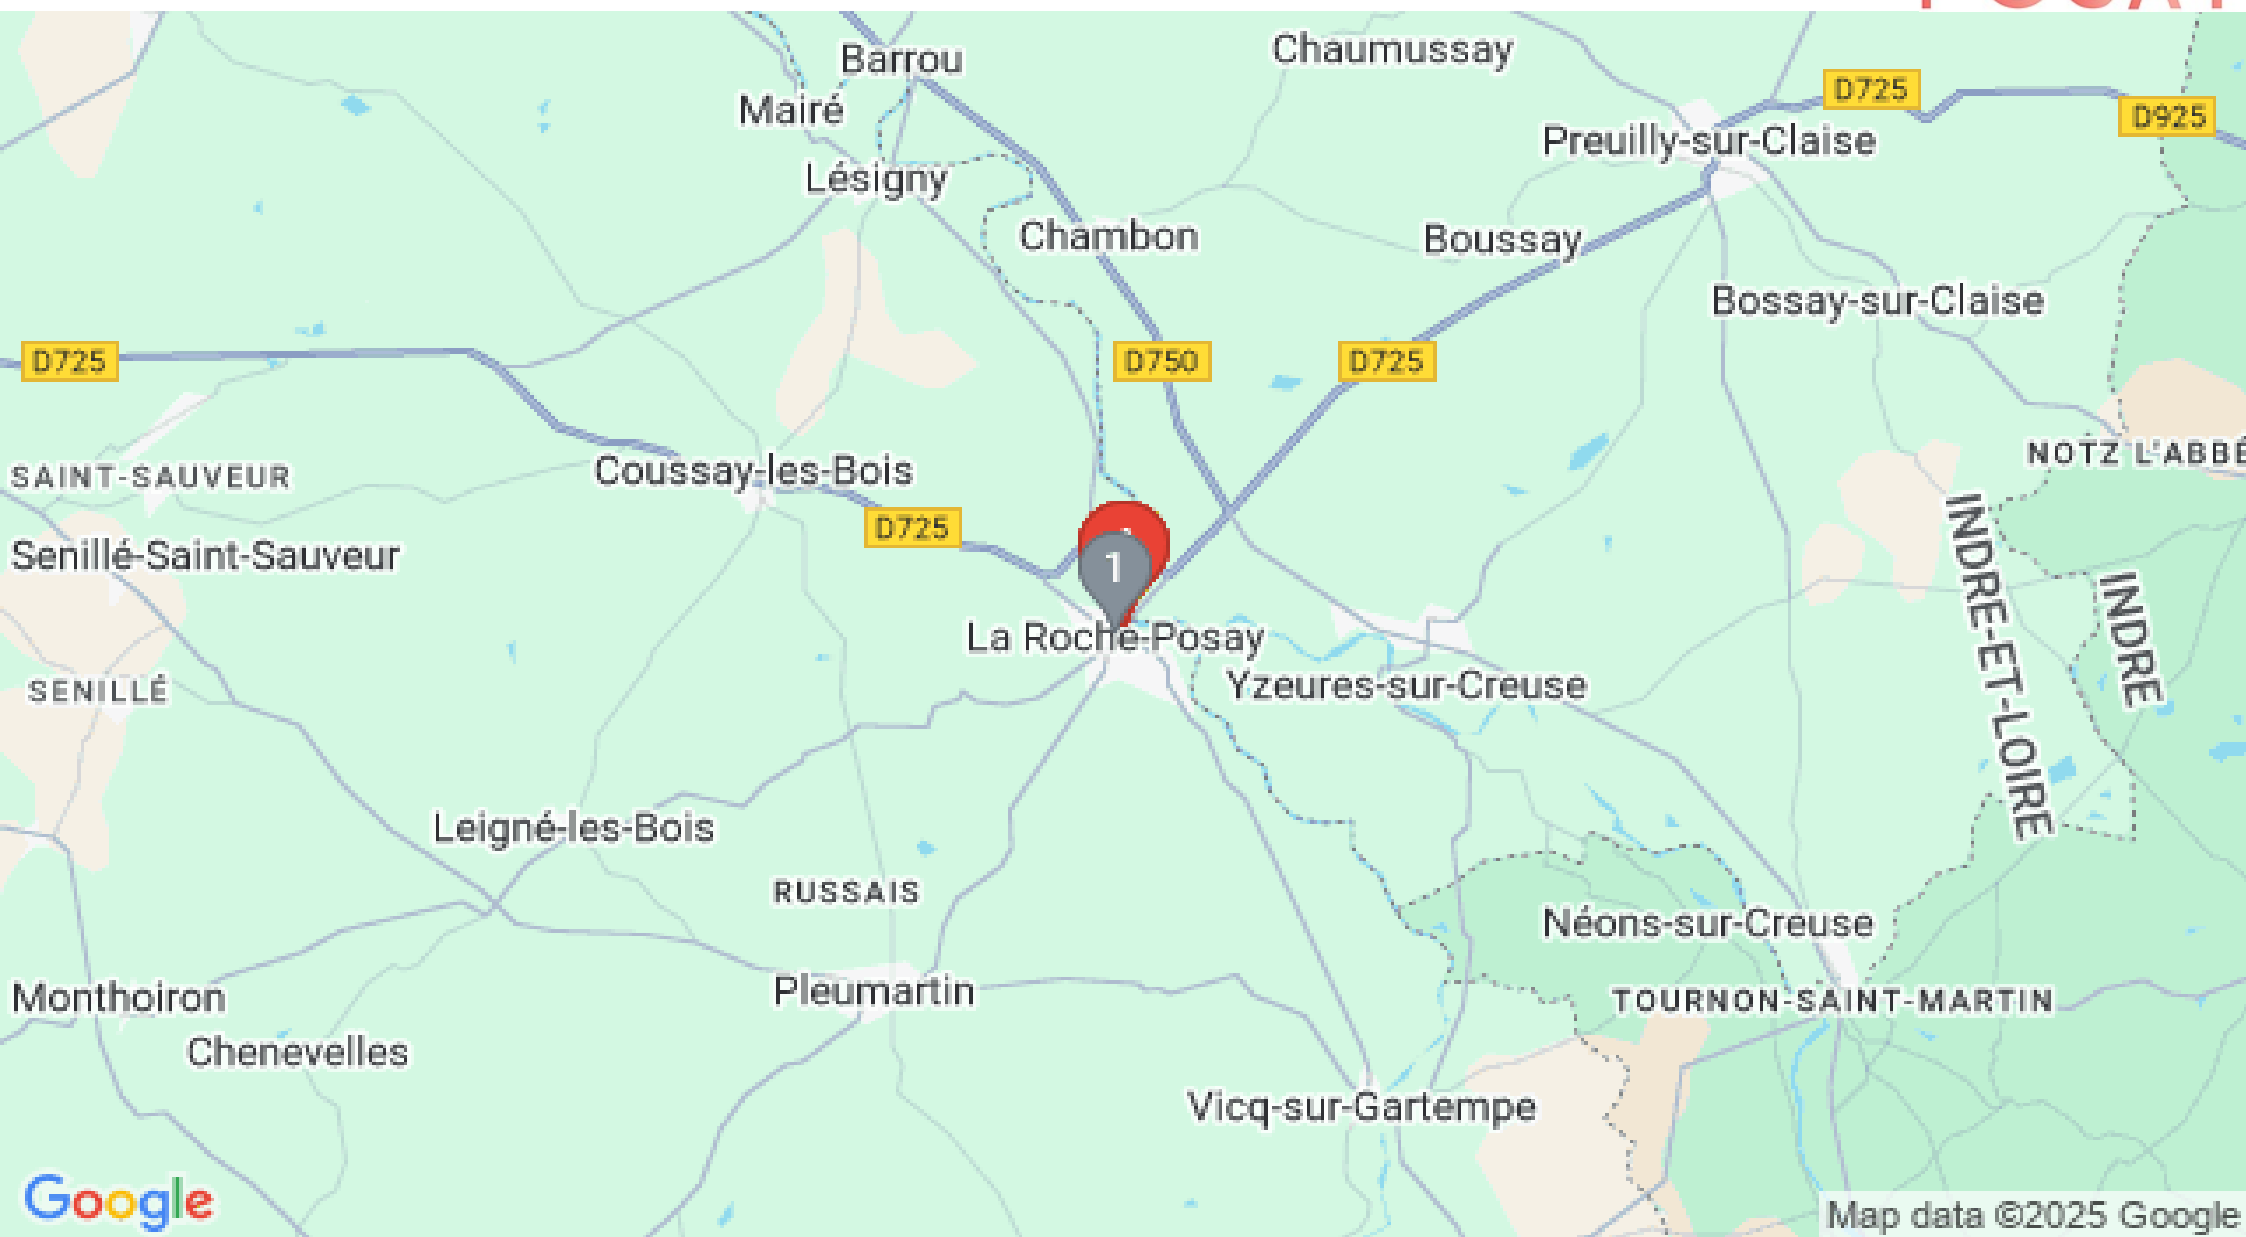 Barrou
Chaumussay
D725
Mairé
D925
Preuilly-sur-Claise
Lésigny
Chambon
Boussay
Bossay-sur-Claise
D725
D750
D725
NOTZ L'ABBÉ
Coussay-les-Bois
SAINT-SAUVEUR
D725
Senillé-Saint-Sauveur
1
INDRE-ET-LOIRE
INDRE
La Roche-Posay
Yzeures-sur-Creuse
SENILLÉ
Leigné-les-Bois
RUSSAIS
Néons-sur-Creuse
Pleumartin
Monthoiron
TOURNON-SAINT-MARTIN
Chenevelles
Vicq-sur-Gartempe
Google
Map data ©2025 Google